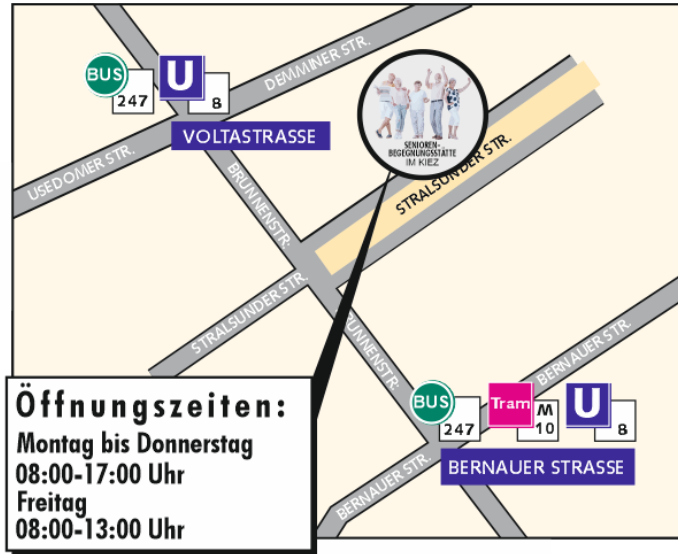 BUS
247
U
8
DEMMINER STR.
VOLTASTRASSE
USEDOMER STR.
SENIOREN-
BEGEGNUNGSSTÄTTE
IM KIEZ
BRUNNENSTR.
STRALSUNDER STR.
STRALSUNDER STR.
BRUNNENSTR.
BERNAUER STR.
BUS
247
Tram
M
10
U
8
BERNAUER STRASSE
BERNAUER STR.
Öffnungszeiten:
Montag bis Donnerstag
08:00-17:00 Uhr
Freitag
08:00-13:00 Uhr